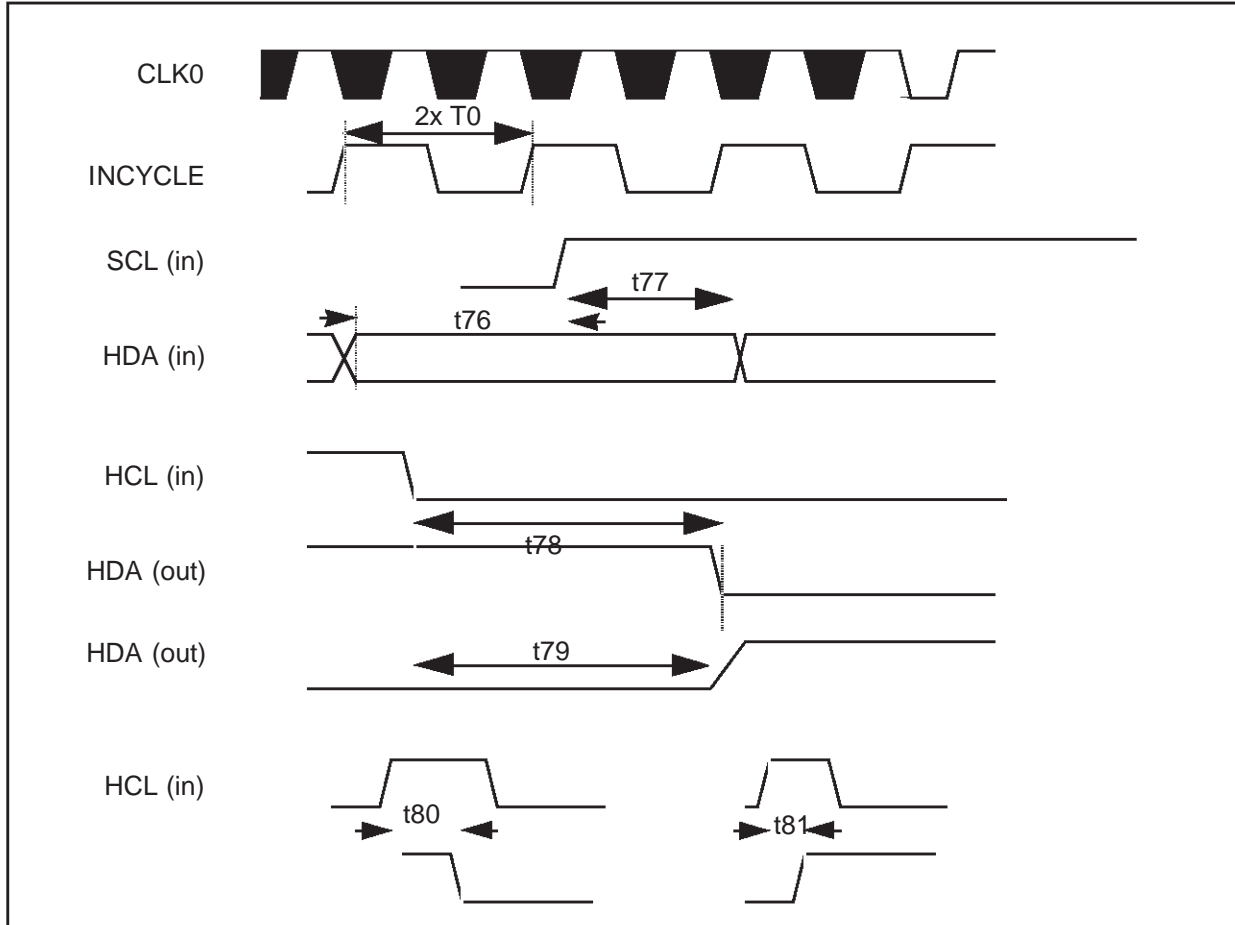 CLK0
2x T0
INCYCLE
SCL (in)
t77
t76
HDA (in)
HCL (in)
t78
HDA (out)
HDA (out)
t79
HCL (in)
t80
t81